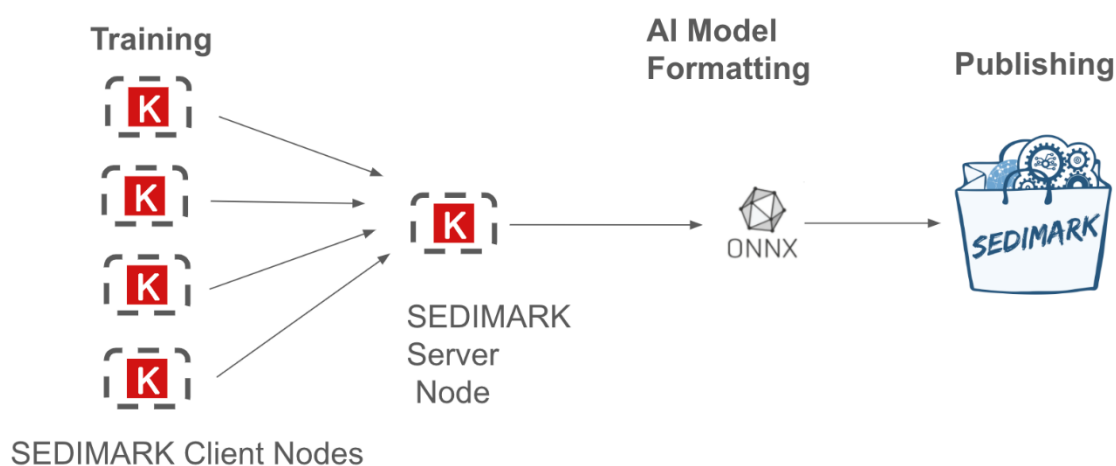 Training
AI Model
Formatting
Publishing
K
K
K
K
K
SEDIMARK
Server
Node
ONNX
SEDIMARK
SEDIMARK Client Nodes